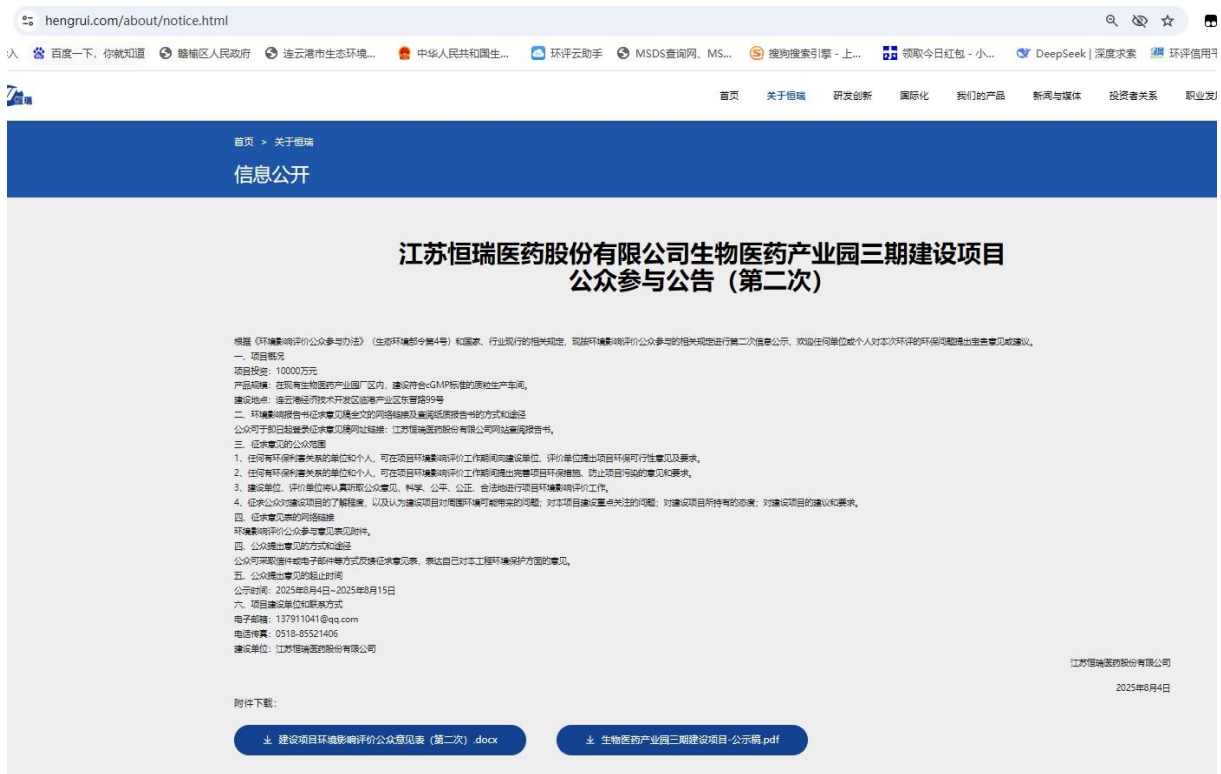 hengrui.com/about/notice.html
百度一下，你就知道 赣榆区人民政府 连云港市生态环境... 中华人民共和国生... 环评云助手 MSDS查询网、MS... 搜狗搜索引擎 - 上... 领取今日红包 - 小... DeepSeek | 深度求索 环评信用平
恒瑞
首页 关于恒瑞 研发创新 国际化 我们的产品 新闻与媒体 投资者关系 职业发展
首页 > 关于恒瑞
信息公开
江苏恒瑞医药股份有限公司生物医药产业园三期建设项目
公众参与公告（第二次）
根据《环境影响评价公众参与办法》（生态环境部令第4号）和国家、行业现行的相关规定，现按环境影响评价公众参与的相关规定进行第二次信息公示，欢迎任何单位或个人对本次环评的环保问题提出宝贵意见或建议。
一、项目概况
项目投资：10000万元
产品规模：在现有生物医药产业园厂区内，建设符合cGMP标准的质粒生产车间。
建设地点：连云港经济技术开发区临港产业区东晋路99号
二、环境影响报告书征求意见稿全文的网络链接及查阅纸质报告书的方式和途径
公众可于即日起登录征求意见稿网址链接：江苏恒瑞医药股份有限公司网站查阅报告书。
三、征求意见的公众范围
1、任何有环保利害关系的单位和个人，可在项目环境影响评价工作期间向建设单位、评价单位提出项目环保可行性意见及要求。
2、任何有环保利害关系的单位和个人，可在项目环境影响评价工作期间提出完善项目环保措施、防止项目污染的意见和要求。
3、建设单位、评价单位将认真听取公众意见，科学、公平、公正、合法地进行项目环境影响评价工作。
4、征求公众对建设项目的了解程度，以及认为建设项目对周围环境可能带来的问题；对本项目建设重点关注的问题；对建设项目所持有的态度；对建设项目的建议和要求。
四、征求意见表的网络链接
环境影响评价公众参与意见表见附件。
四、公众提出意见的方式和途径
公众可采取信件或电子邮件等方式反馈征求意见表，表达自己对本工程环境保护方面的意见。
五、公众提出意见的起止时间
公示时间：2025年8月4日~2025年8月15日
六、项目建设单位和联系方式
电子邮箱：137911041@qq.com
电话传真：0518-85521406
建设单位：江苏恒瑞医药股份有限公司
江苏恒瑞医药股份有限公司
2025年8月4日
附件下载：
建设项目环境影响评价公众意见表（第二次）.docx 生物医药产业园三期建设项目-公示稿.pdf